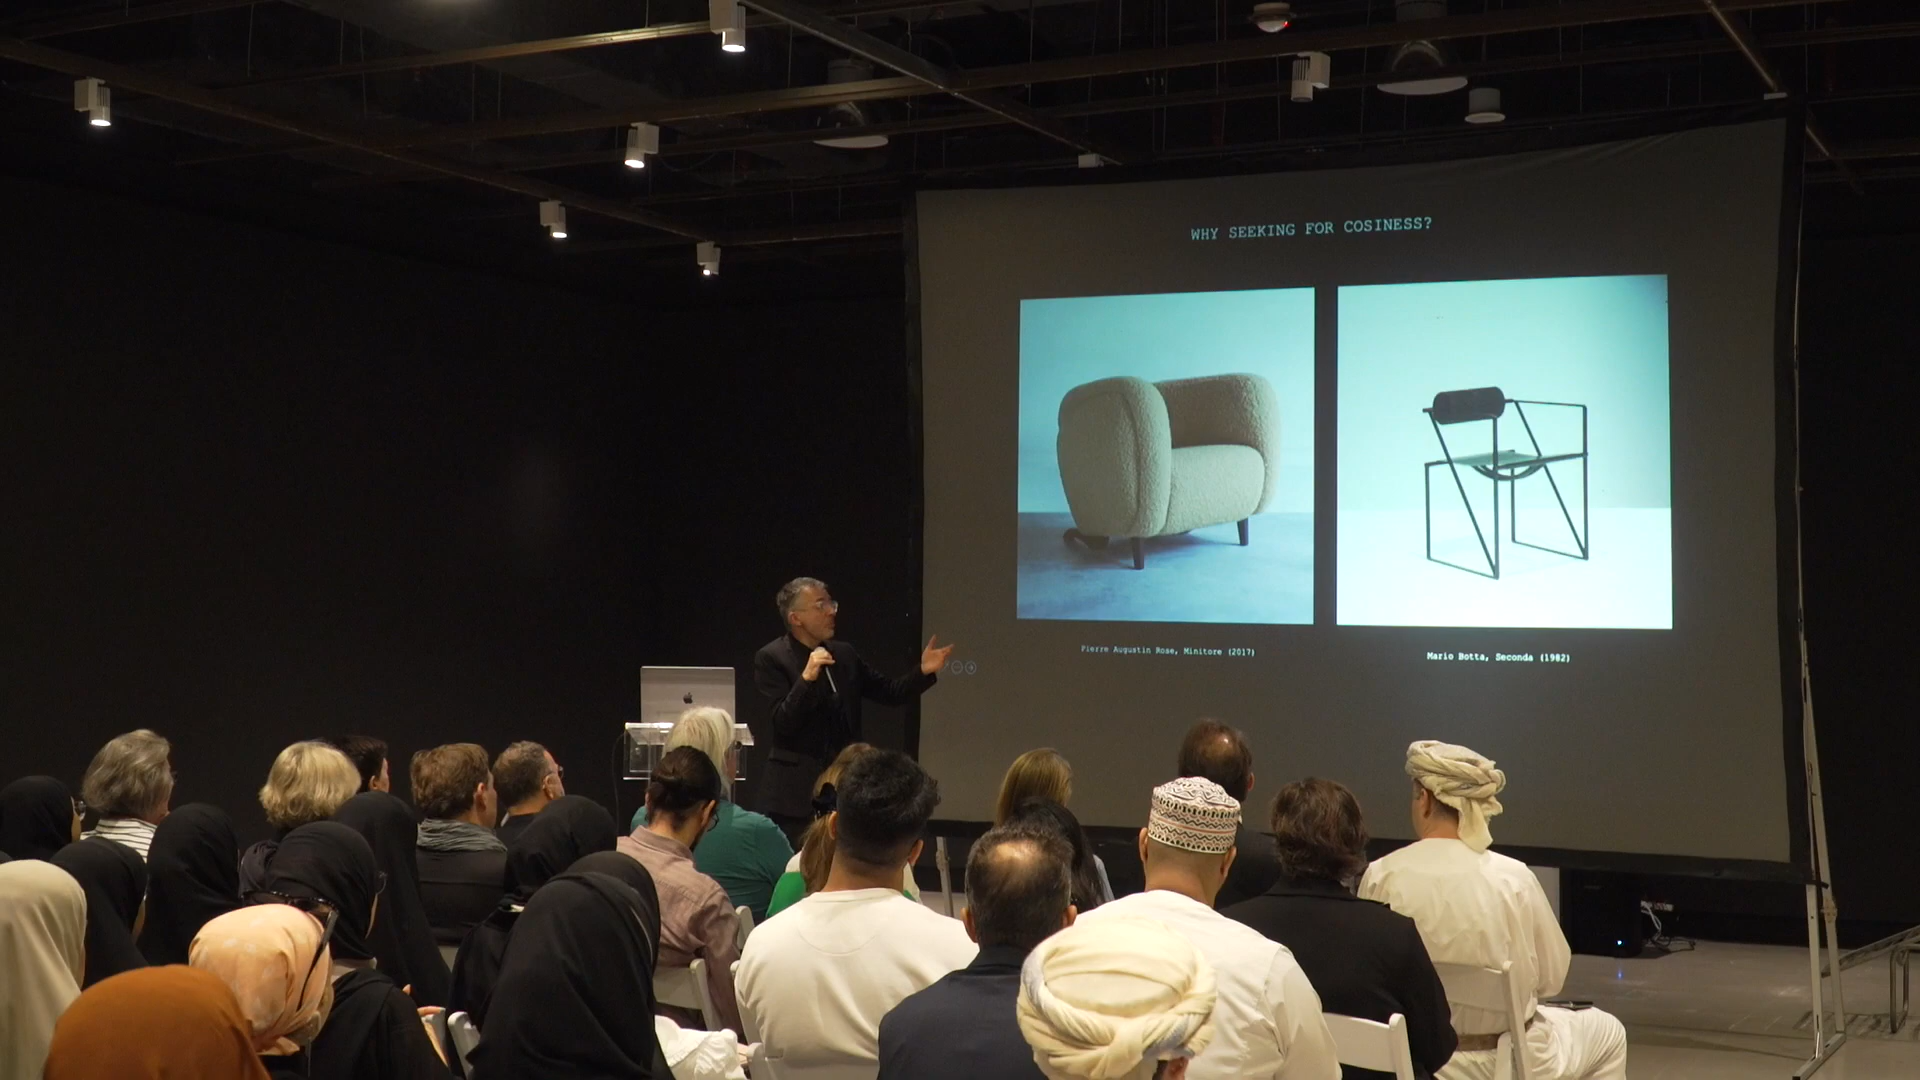 WHY SEEKING FOR COSINESS?
Pierre Augustin Rose, Minitore (2017)
Mario Botta, Seconda (1982)